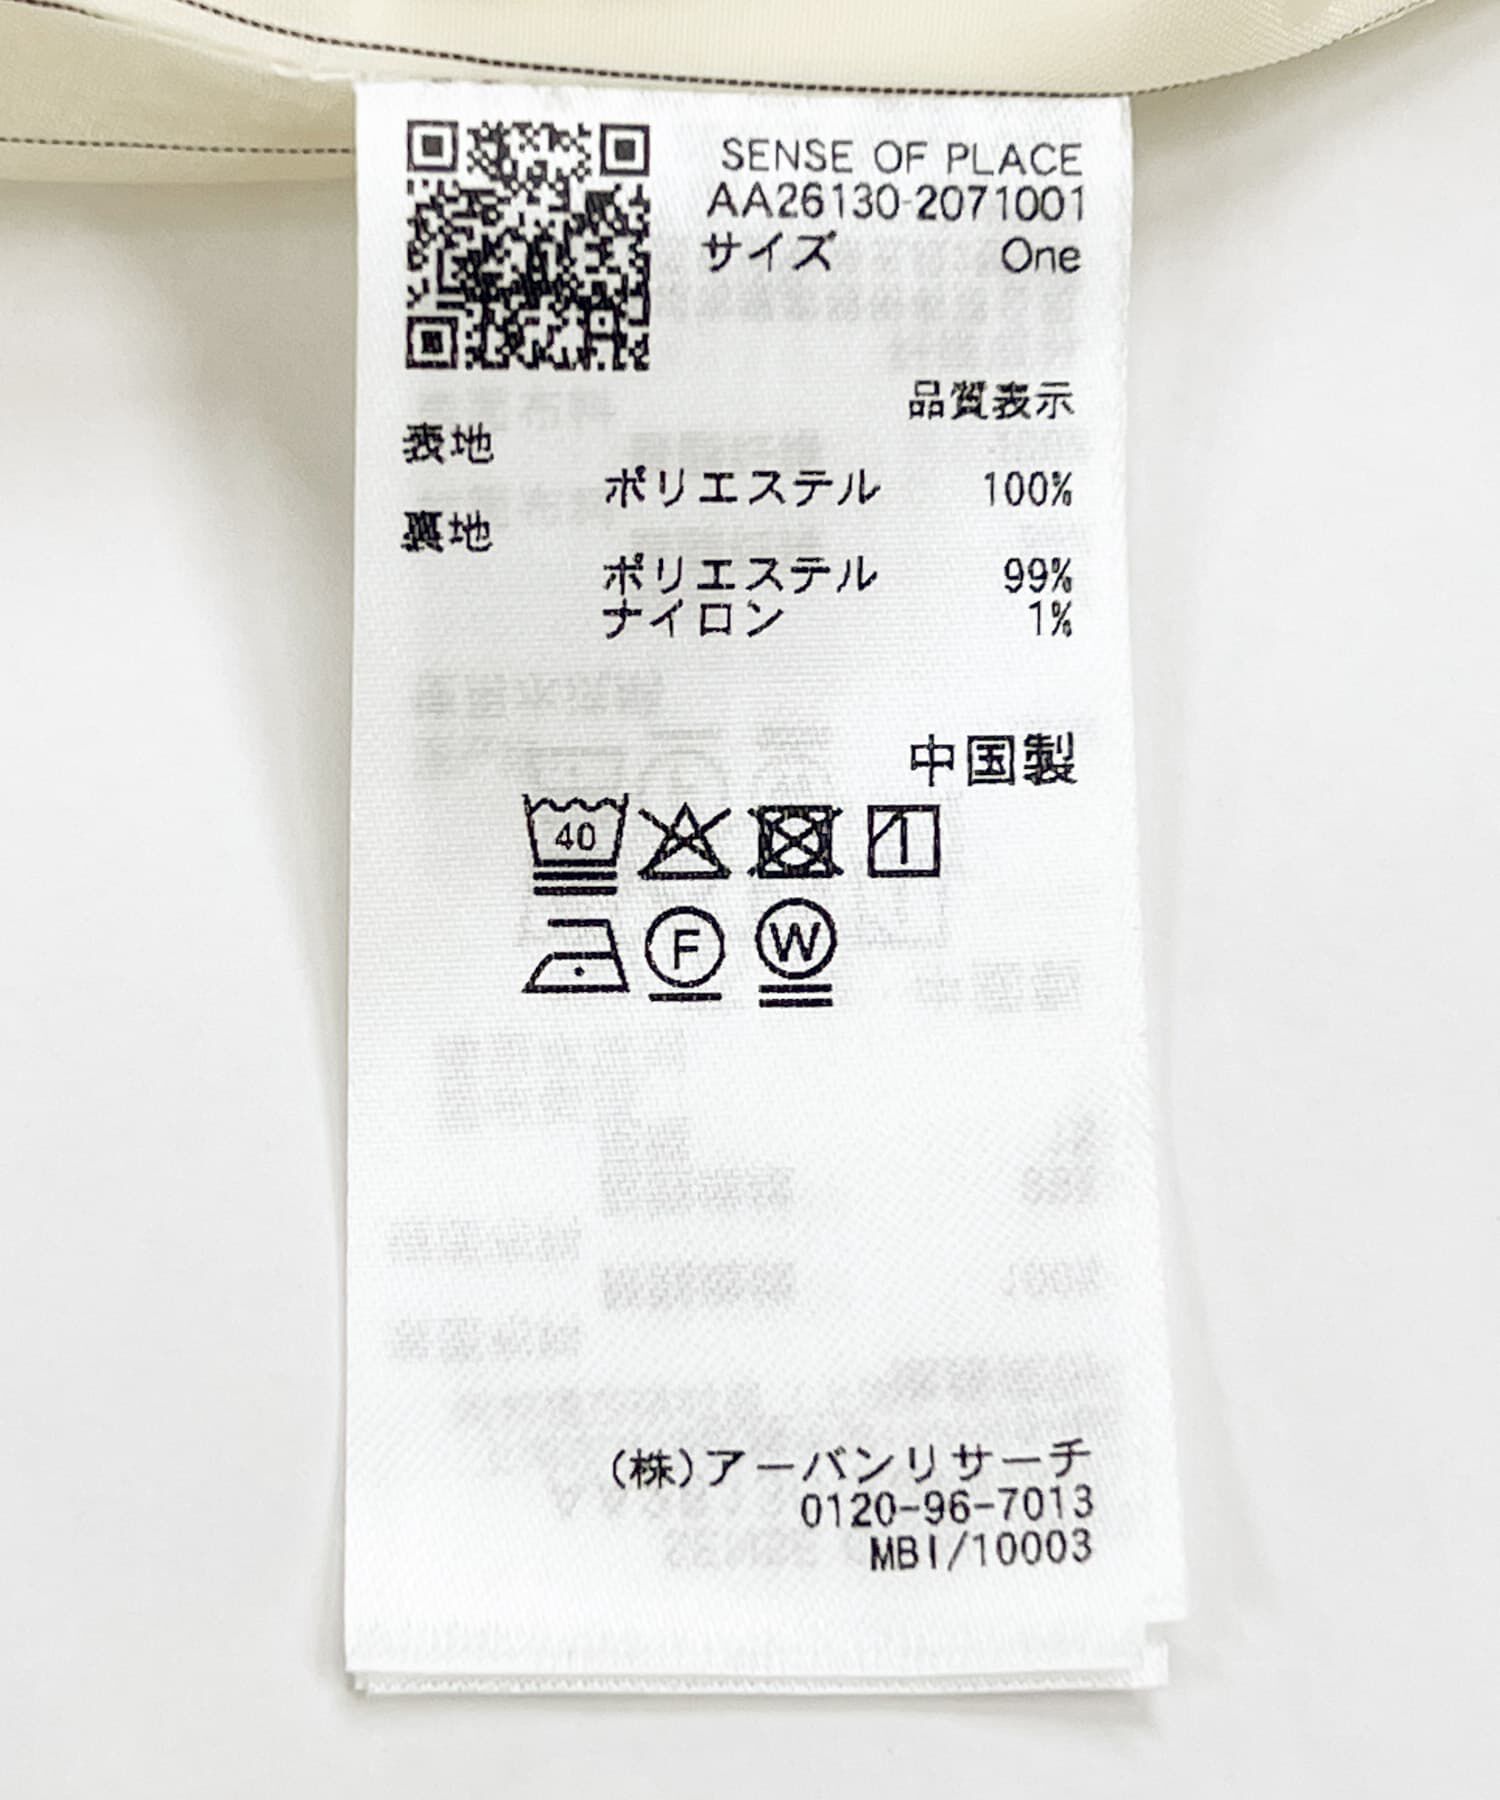 SENSE OF PLACE
AA26130-2071001
サイズ One
品質表示
表地
ポリエステル 100%
裏地
ポリエステル 99%
ナイロン 1%
中国製
40
F W
(株)アーバンリサーチ
0120-96-7013
MBI/10003